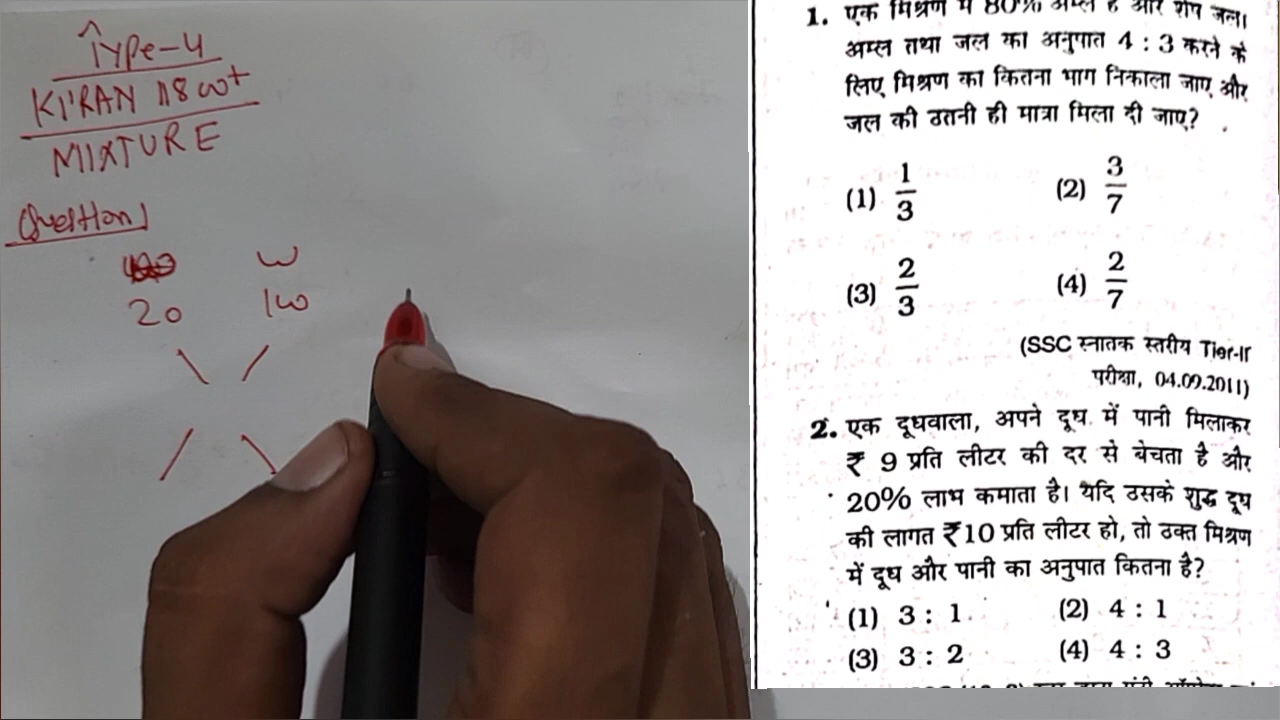 Type-4
KIRAN 118 wt
MIXTURE
Question 1
W
20 100
1. एक मिश्रण में 80% अम्ल है और शेष जल।
अम्ल तथा जल का अनुपात 4 : 3 करने के
लिए मिश्रण का कितना भाग निकाला जाए और
जल की उतनी ही मात्रा मिला दी जाए?
(1) 1/3 (2) 3/7
(3) 2/3 (4) 2/7
(SSC स्नातक स्तरीय Tier-II
परीक्षा, 04.09.2011)
2. एक दूधवाला, अपने दूध में पानी मिलाकर
₹ 9 प्रति लीटर की दर से बेचता है और
20% लाभ कमाता है। यदि उसके शुद्ध दूध
की लागत ₹10 प्रति लीटर हो, तो उक्त मिश्रण
में दूध और पानी का अनुपात कितना है?
(1) 3 : 1 (2) 4 : 1
(3) 3 : 2 (4) 4 : 3